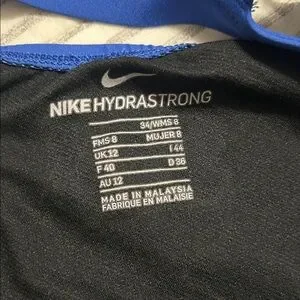 NIKE HYDRASTRONG
34/WMS 8
FMS 8 MUJER 8
UK 12 I 44
F 40 D 36
AU 12
MADE IN MALAYSIA
FABRIQUE EN MALAISIE